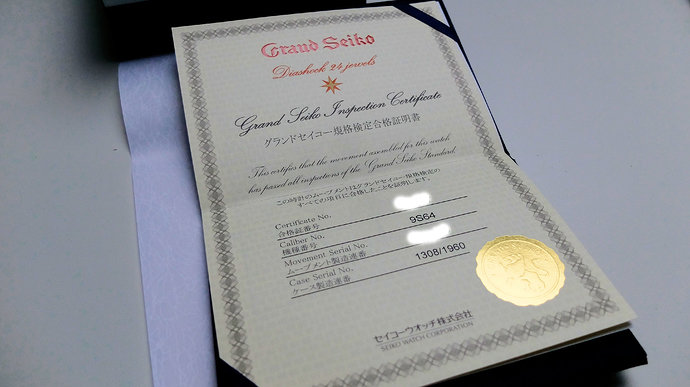 Grand Seiko
Diashock 24 jewels
Grand Seiko Inspection Certificate
グランドセイコー規格検定合格証明書
This certifies that the movement assembled for this watch
has passed all inspections of the Grand Seiko Standard.
この時計のムーブメントはグランドセイコー規格検定の
すべての項目に合格したことを証明します。
Certificate No.
合格証番号
Caliber No. 9S64
機種番号
Movement Serial No.
ムーブメント製造連番
Case Serial No. 1308/1960
ケース製造連番
セイコーウオッチ株式会社
SEIKO WATCH CORPORATION